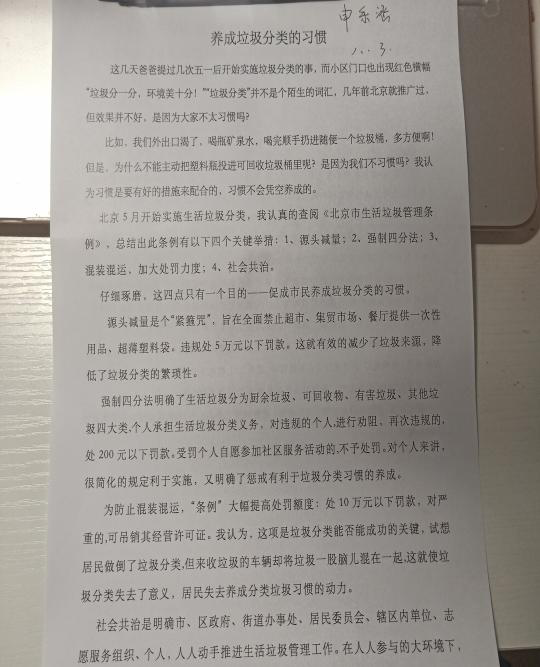 养成垃圾分类的习惯
这几天爸爸提过几次五一后开始实施垃圾分类的事，而小区门口也出现红色横幅
“垃圾分一分，环境美十分！”“垃圾分类”并不是个陌生的词汇，几年前北京就推广过，
但效果并不好，是因为大家不太习惯吗?
比如，我们外出口渴了，喝瓶矿泉水，喝完顺手扔进随便一个垃圾桶，多方便啊!
但是，为什么不能主动把塑料瓶投进可回收垃圾桶里呢？是因为我们不习惯吗？我认
为习惯是要有好的措施来配合的，习惯不会凭空养成的。
北京5月开始实施生活垃圾分类，我认真的查阅《北京市生活垃圾管理条
例》，总结出此条例有以下四个关键举措：1、源头减量；2、强制四分法；3、
混装混运，加大处罚力度；4、社会共治。
仔细琢磨，这四点只有一个目的——促成市民养成垃圾分类的习惯。
源头减量是个“紧箍咒”，旨在全面禁止超市、集贸市场、餐厅提供一次性
用品、超薄塑料袋。违规处5万元以下罚款。这就有效的减少了垃圾来源，降
低了垃圾分类的繁琐性。
强制四分法明确了生活垃圾分为厨余垃圾、可回收物、有害垃圾、其他垃
圾四大类,个人承担生活垃圾分类义务，对违规的个人,进行劝阻，再次违规的，
处200元以下罚款。受罚个人自愿参加社区服务活动的,不予处罚。对个人来讲，
很简化的规定利于实施，又明确了惩戒有利于垃圾分类习惯的养成。
为防止混装混运，“条例”大幅提高处罚额度：处10万元以下罚款，对严
重的,可吊销其经营许可证。我认为，这项是垃圾分类能否能成功的关键，试想
居民做倒了垃圾分类,但来收垃圾的车辆却将垃圾一股脑儿混在一起,这就使垃
圾分类失去了意义，居民失去养成分类垃圾习惯的动力。
社会共治是明确市、区政府、街道办事处、居民委员会、辖区内单位、志
愿服务组织、个人，人人动手推进生活垃圾管理工作。在人人参与的大环境下，